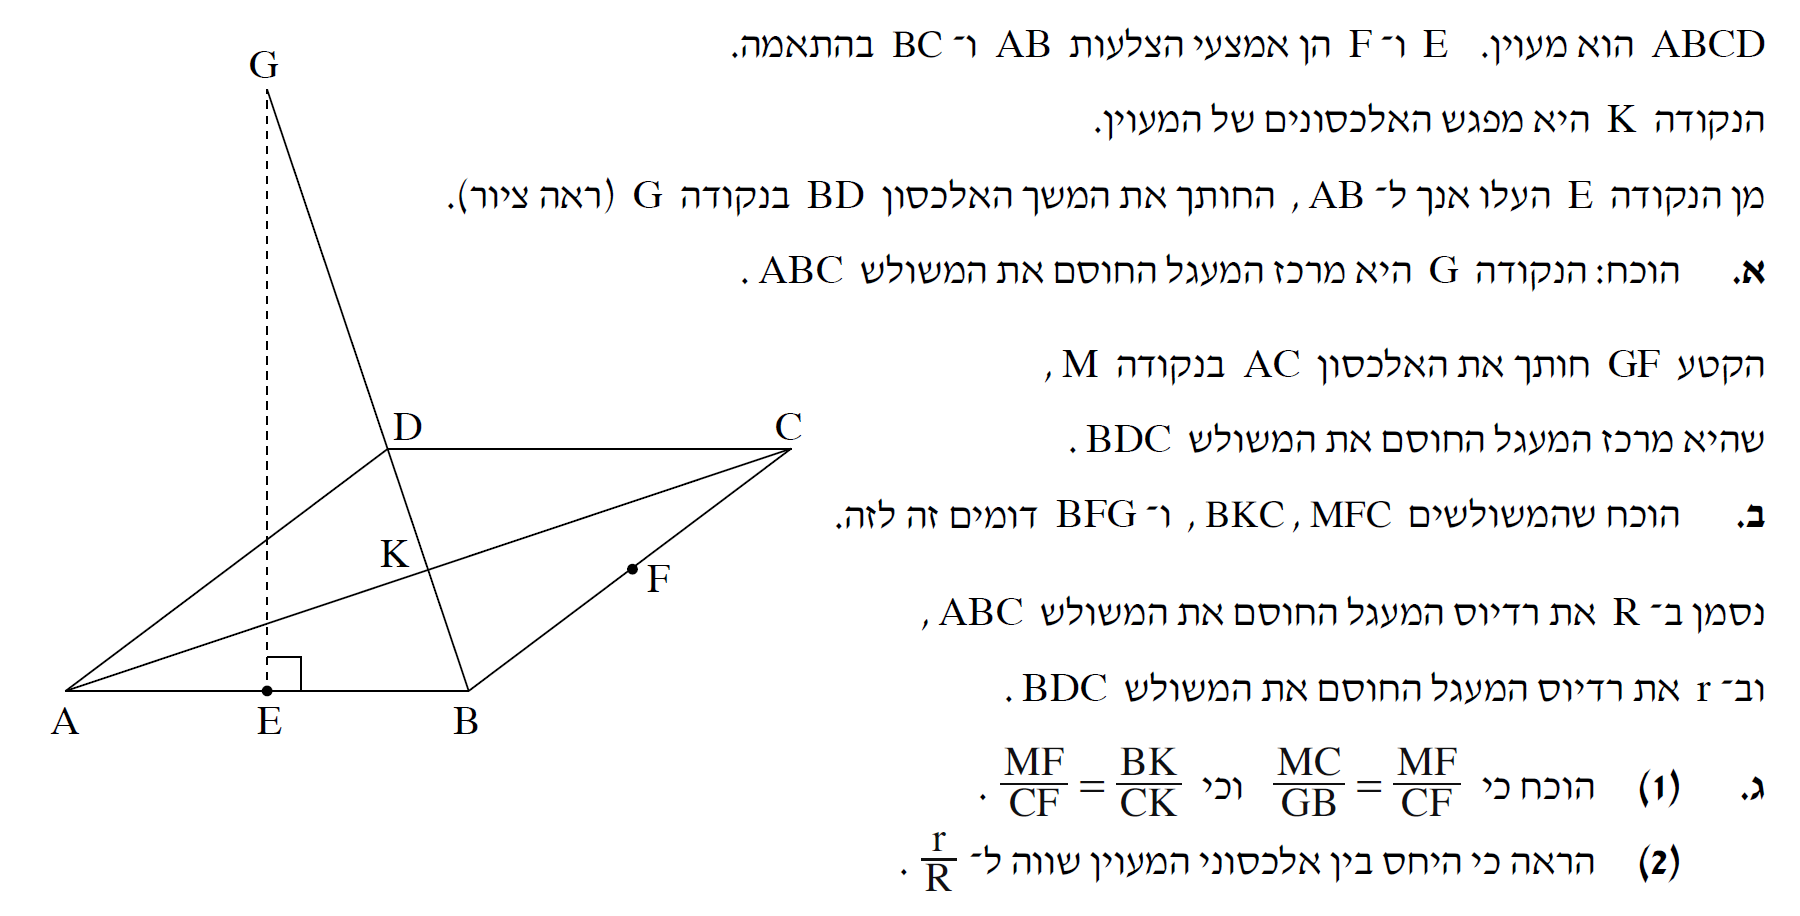 ABCD הוא מעוין. E ו־ F הן אמצעי הצלעות AB ו־ BC בהתאמה.
הנקודה K היא מפגש האלכסונים של המעוין.
מן הנקודה E העלו אנך ל־ AB , החותך את המשך האלכסון BD בנקודה G (ראה ציור).
א. הוכח: הנקודה G היא מרכז המעגל החוסם את המשולש ABC .
הקטע GF חותך את האלכסון AC בנקודה M ,
שהיא מרכז המעגל החוסם את המשולש BDC .
ב. הוכח שהמשולשים BKC , MFC , ו־ BFG דומים זה לזה.
נסמן ב־ R את רדיוס המעגל החוסם את המשולש ABC ,
וב־ r את רדיוס המעגל החוסם את המשולש BDC .
ג. (1) הוכח כי MC/GB = MF/CF וכי MF/CF = BK/CK .
(2) הראה כי היחס בין אלכסוני המעוין שווה ל־ r/R .
G
D
C
K
F
A
E
B